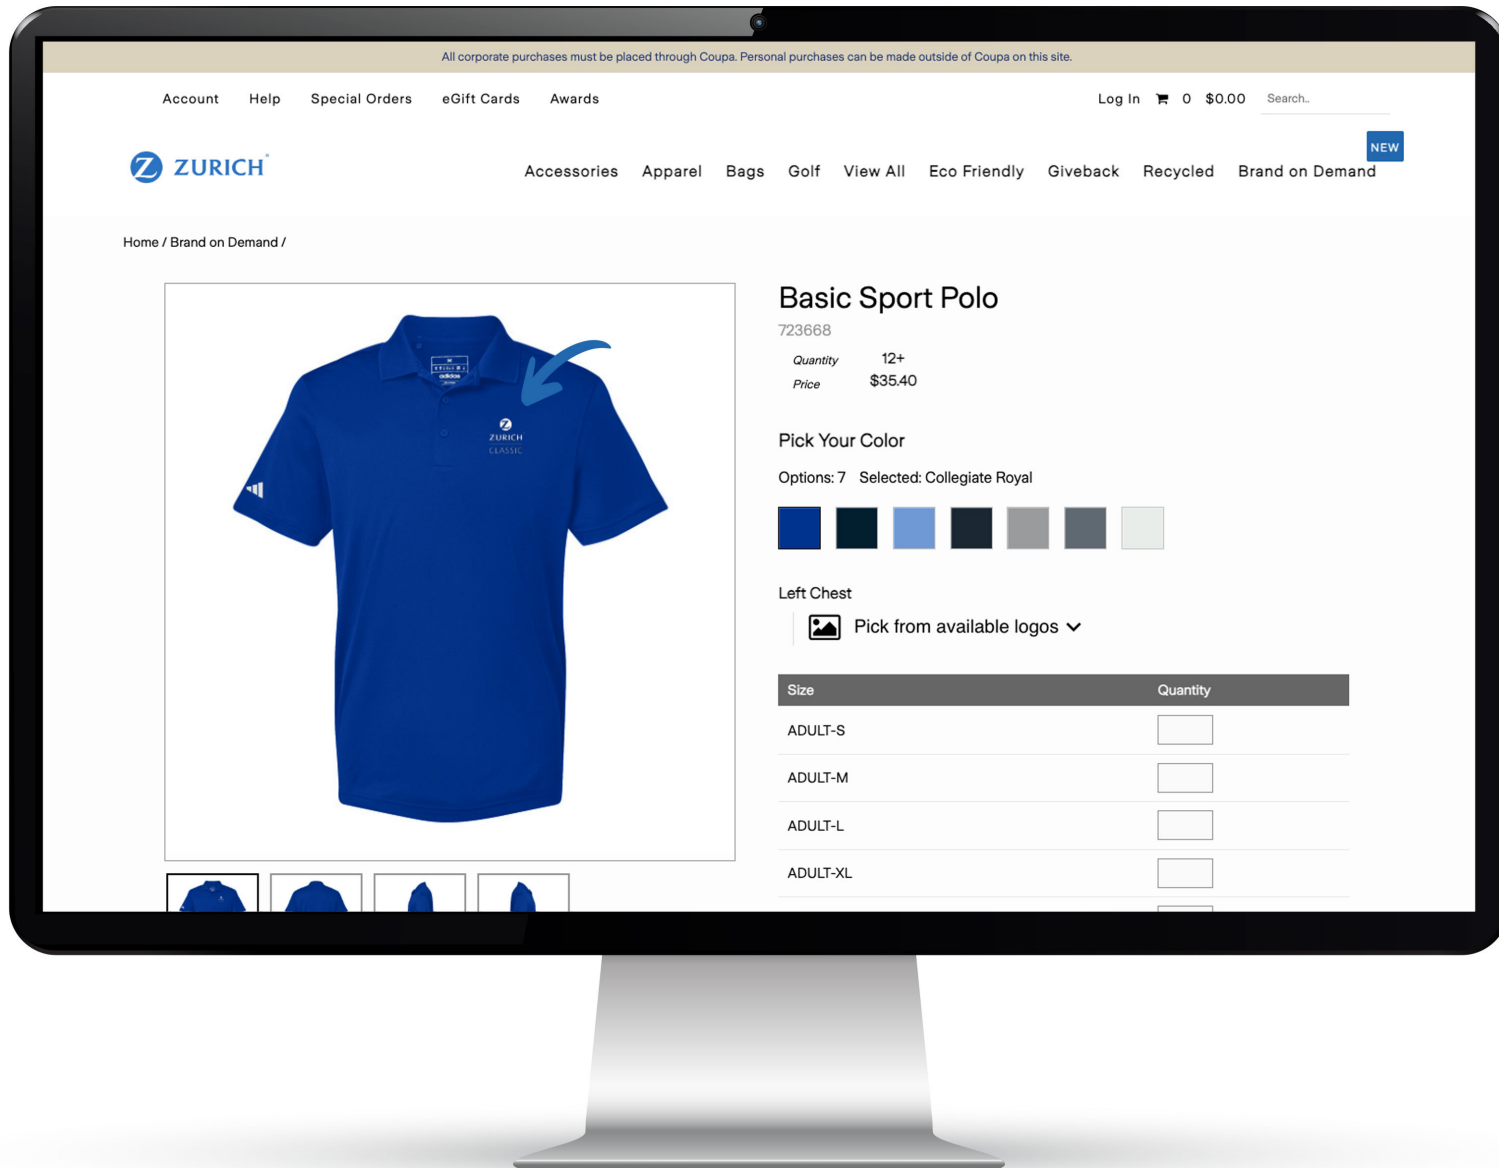 All corporate purchases must be placed through Coupa. Personal purchases can be made outside of Coupa on this site.
Account Help Special Orders eGift Cards Awards
Log In 0 $0.00 Search..
NEW
ZURICH
Accessories Apparel Bags Golf View All Eco Friendly Giveback Recycled Brand on Demand
Home / Brand on Demand /
Basic Sport Polo
723668
Quantity 12+
Price $35.40
adidas
ZURICH
CLASSIC
Pick Your Color
Options: 7 Selected: Collegiate Royal
Left Chest
Pick from available logos
Size Quantity
ADULT-S
ADULT-M
ADULT-L
ADULT-XL